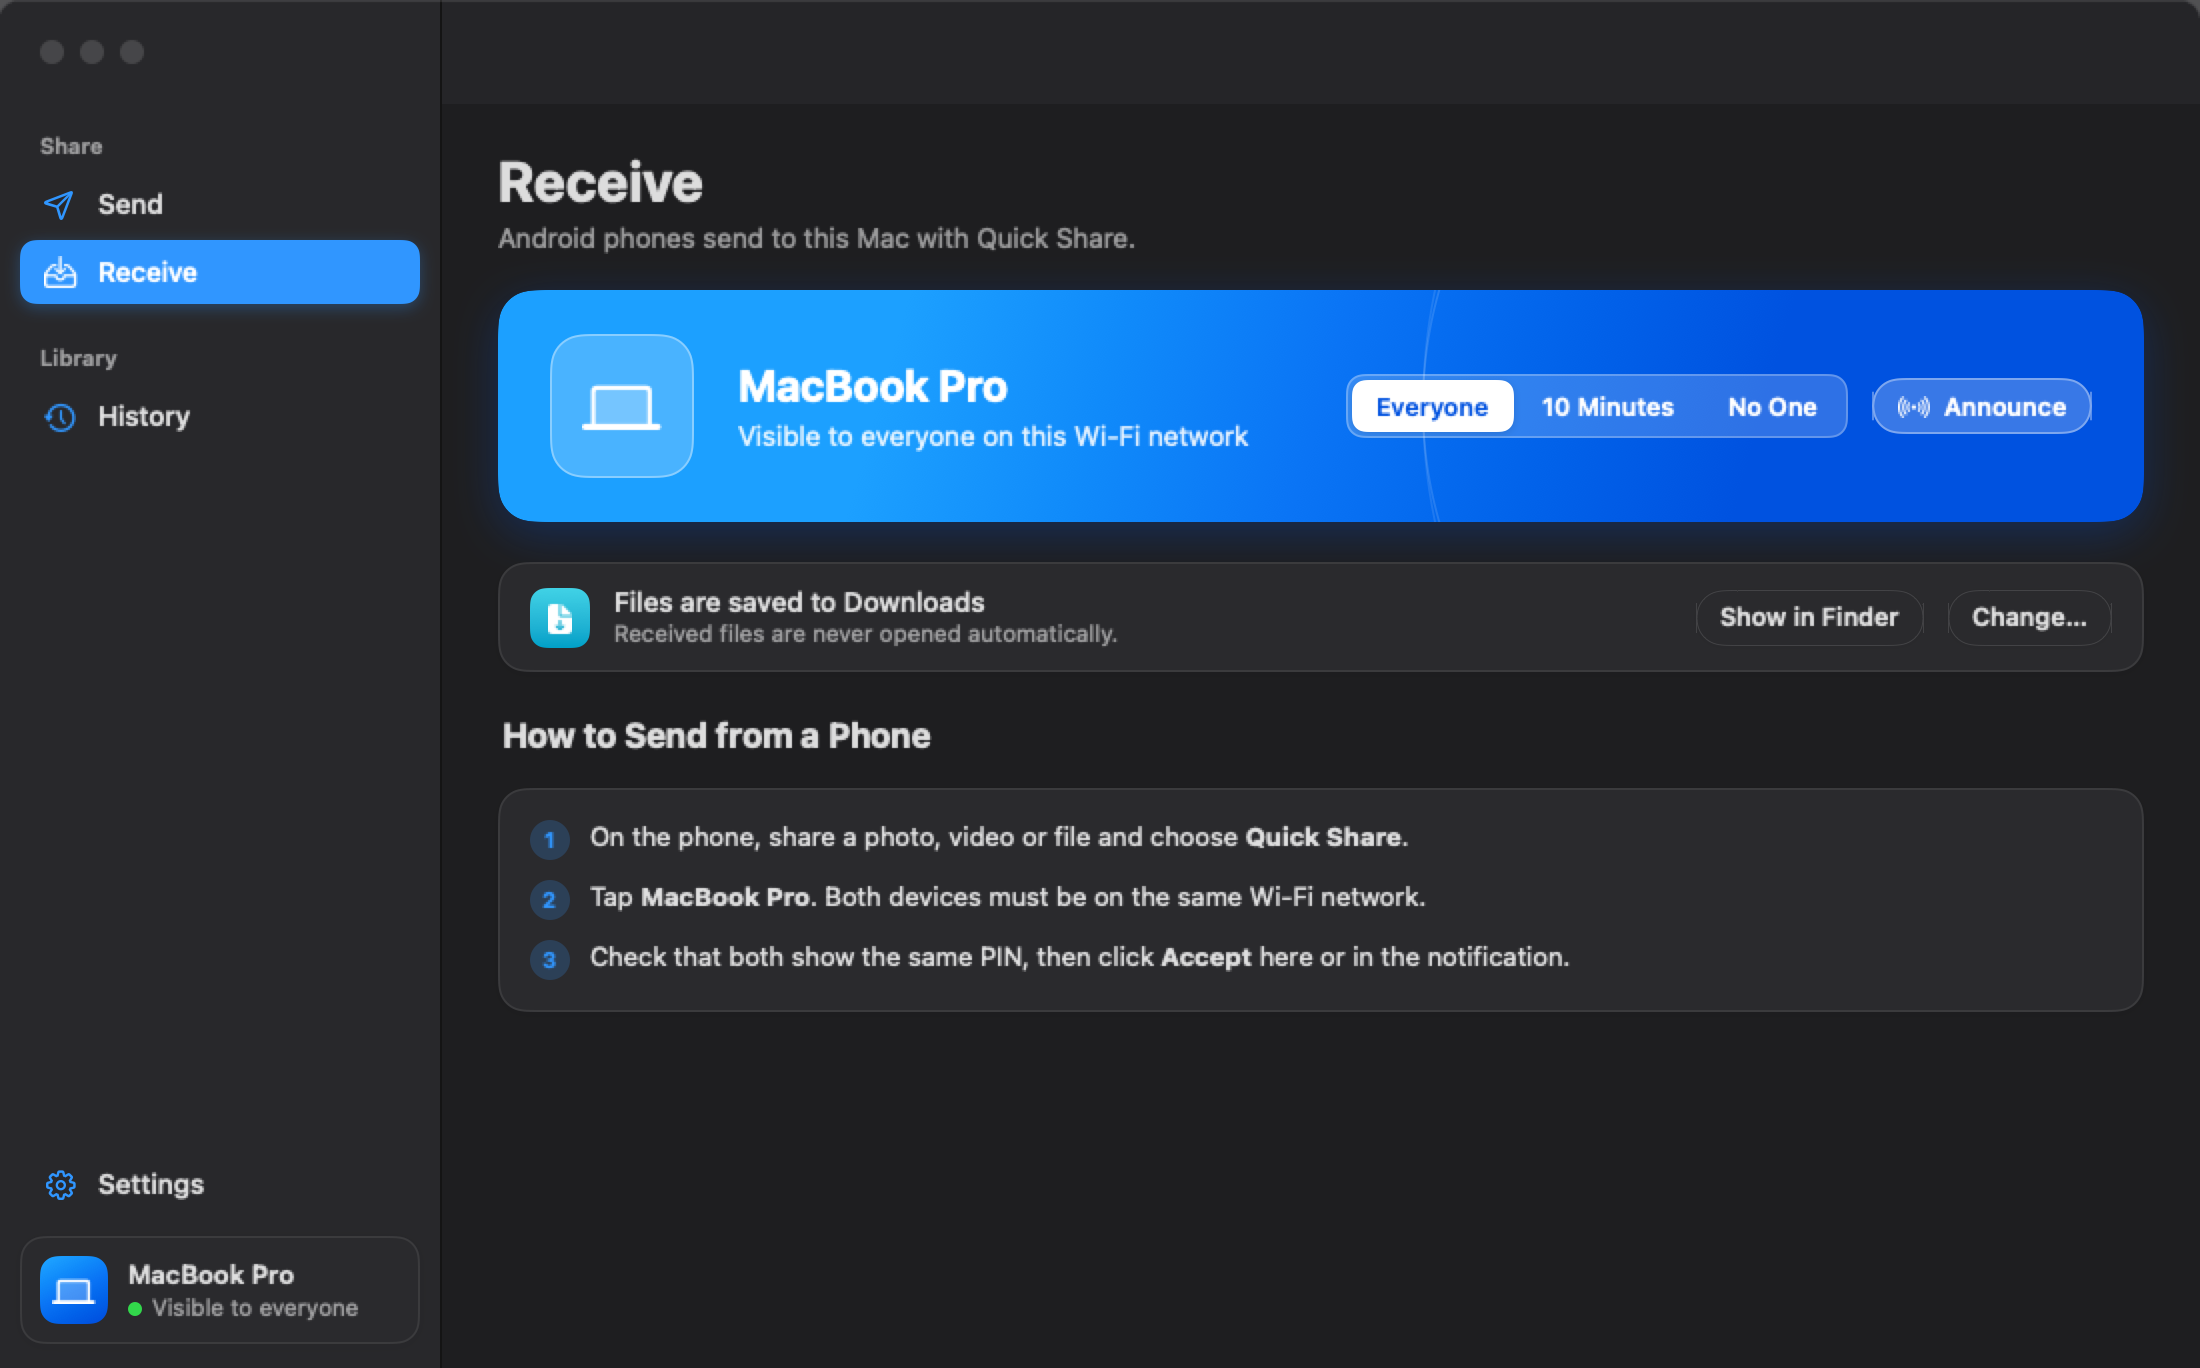 Share
Send
Receive
Library
History
Settings
MacBook Pro
Visible to everyone
Receive
Android phones send to this Mac with Quick Share.
MacBook Pro
Visible to everyone on this Wi-Fi network
Everyone
10 Minutes
No One
Announce
Files are saved to Downloads
Received files are never opened automatically.
Show in Finder
Change...
How to Send from a Phone
1 On the phone, share a photo, video or file and choose Quick Share.
2 Tap MacBook Pro. Both devices must be on the same Wi-Fi network.
3 Check that both show the same PIN, then click Accept here or in the notification.